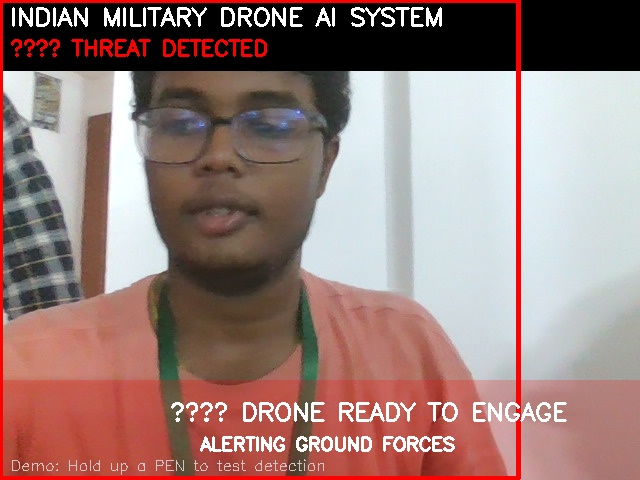 INDIAN MILITARY DRONE AI SYSTEM
???? THREAT DETECTED
???? DRONE READY TO ENGAGE
ALERTING GROUND FORCES
Demo: Hold up a PEN to test detection